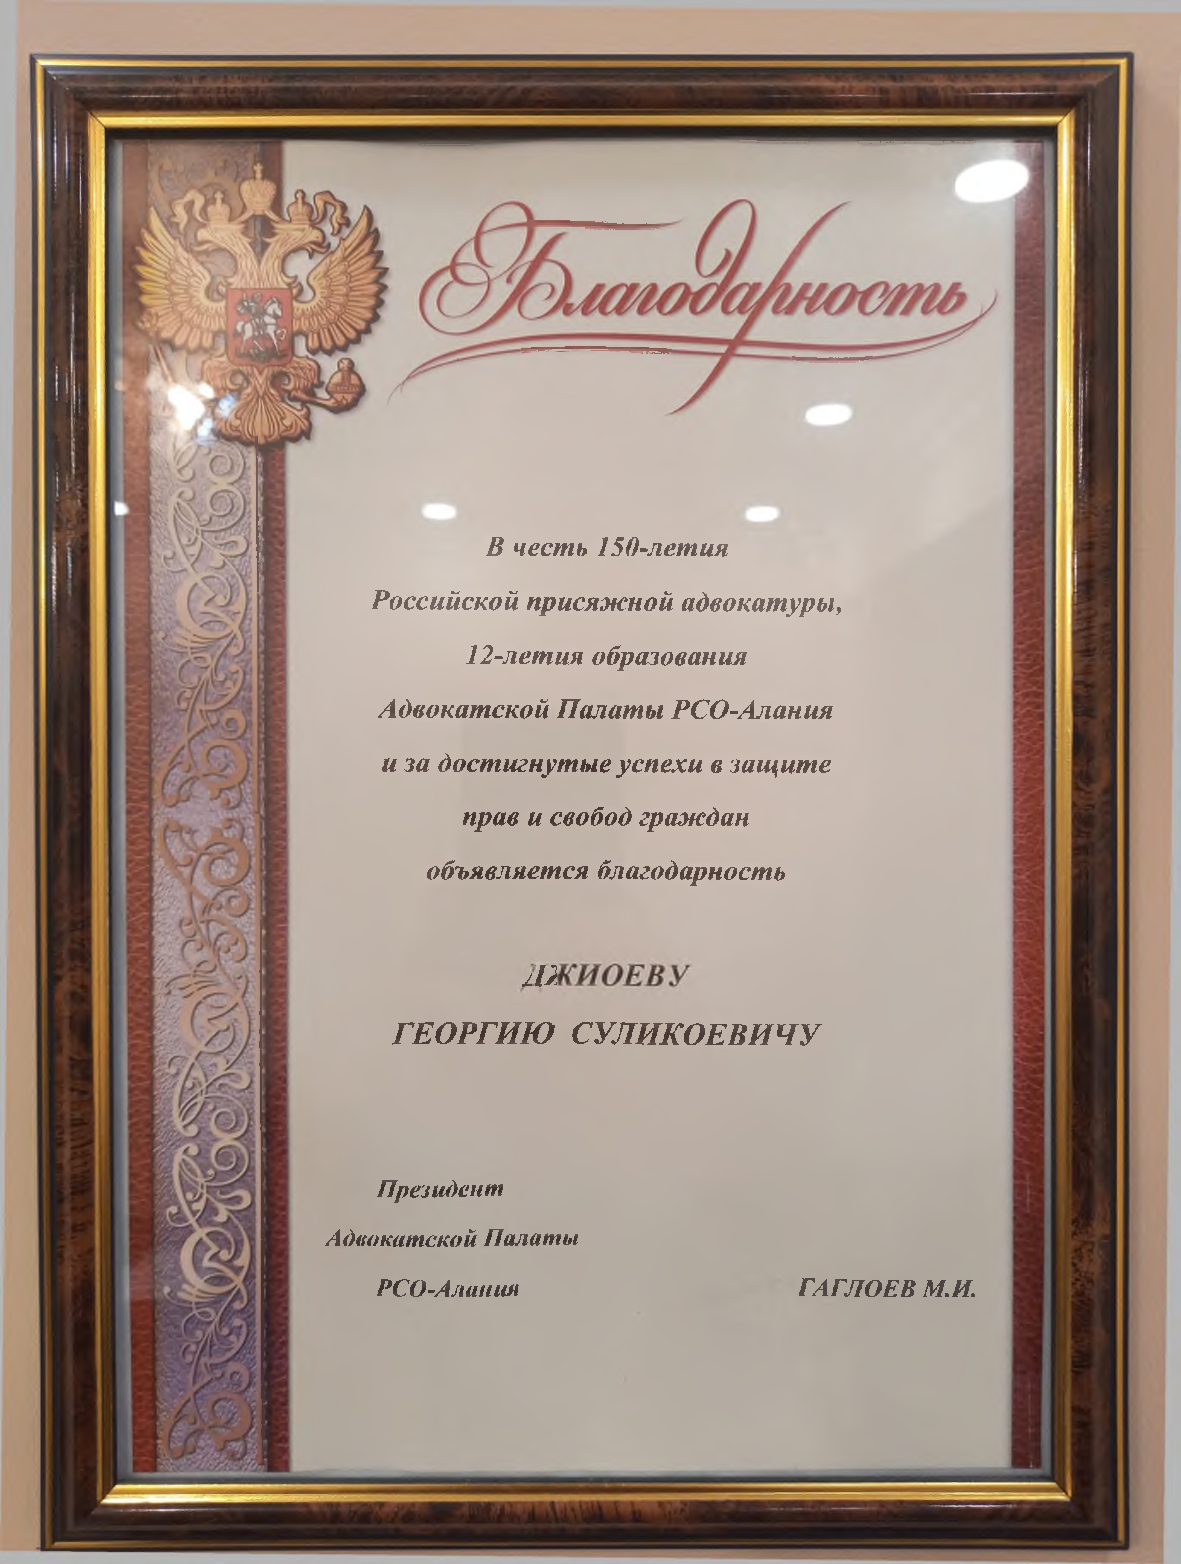 Благодарность
В честь 150-летия
Российской присяжной адвокатуры,
12-летия образования
Адвокатской Палаты РСО-Алания
и за достигнутые успехи в защите
прав и свобод граждан
объявляется благодарность
ДЖИОЕВУ
ГЕОРГИЮ СУЛИКОЕВИЧУ
Президент
Адвокатской Палаты
РСО-Алания ГАГЛОЕВ М.И.